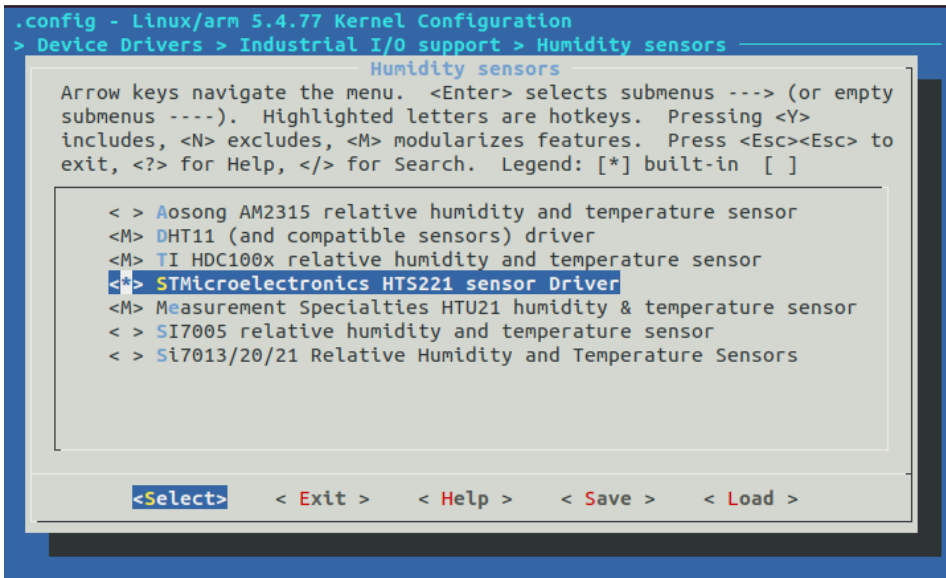 .config - Linux/arm 5.4.77 Kernel Configuration
> Device Drivers > Industrial I/O support > Humidity sensors
Humidity sensors
Arrow keys navigate the menu.  <Enter> selects submenus ---> (or empty
submenus ----).  Highlighted letters are hotkeys.  Pressing <Y>
includes, <N> excludes, <M> modularizes features.  Press <Esc><Esc> to
exit, <?> for Help, </> for Search.  Legend: [*] built-in  [ ]
< > Aosong AM2315 relative humidity and temperature sensor
<M> DHT11 (and compatible sensors) driver
<M> TI HDC100x relative humidity and temperature sensor
<*> STMicroelectronics HTS221 sensor Driver
<M> Measurement Specialties HTU21 humidity & temperature sensor
< > SI7005 relative humidity and temperature sensor
< > Si7013/20/21 Relative Humidity and Temperature Sensors
<Select>    < Exit >    < Help >    < Save >    < Load >